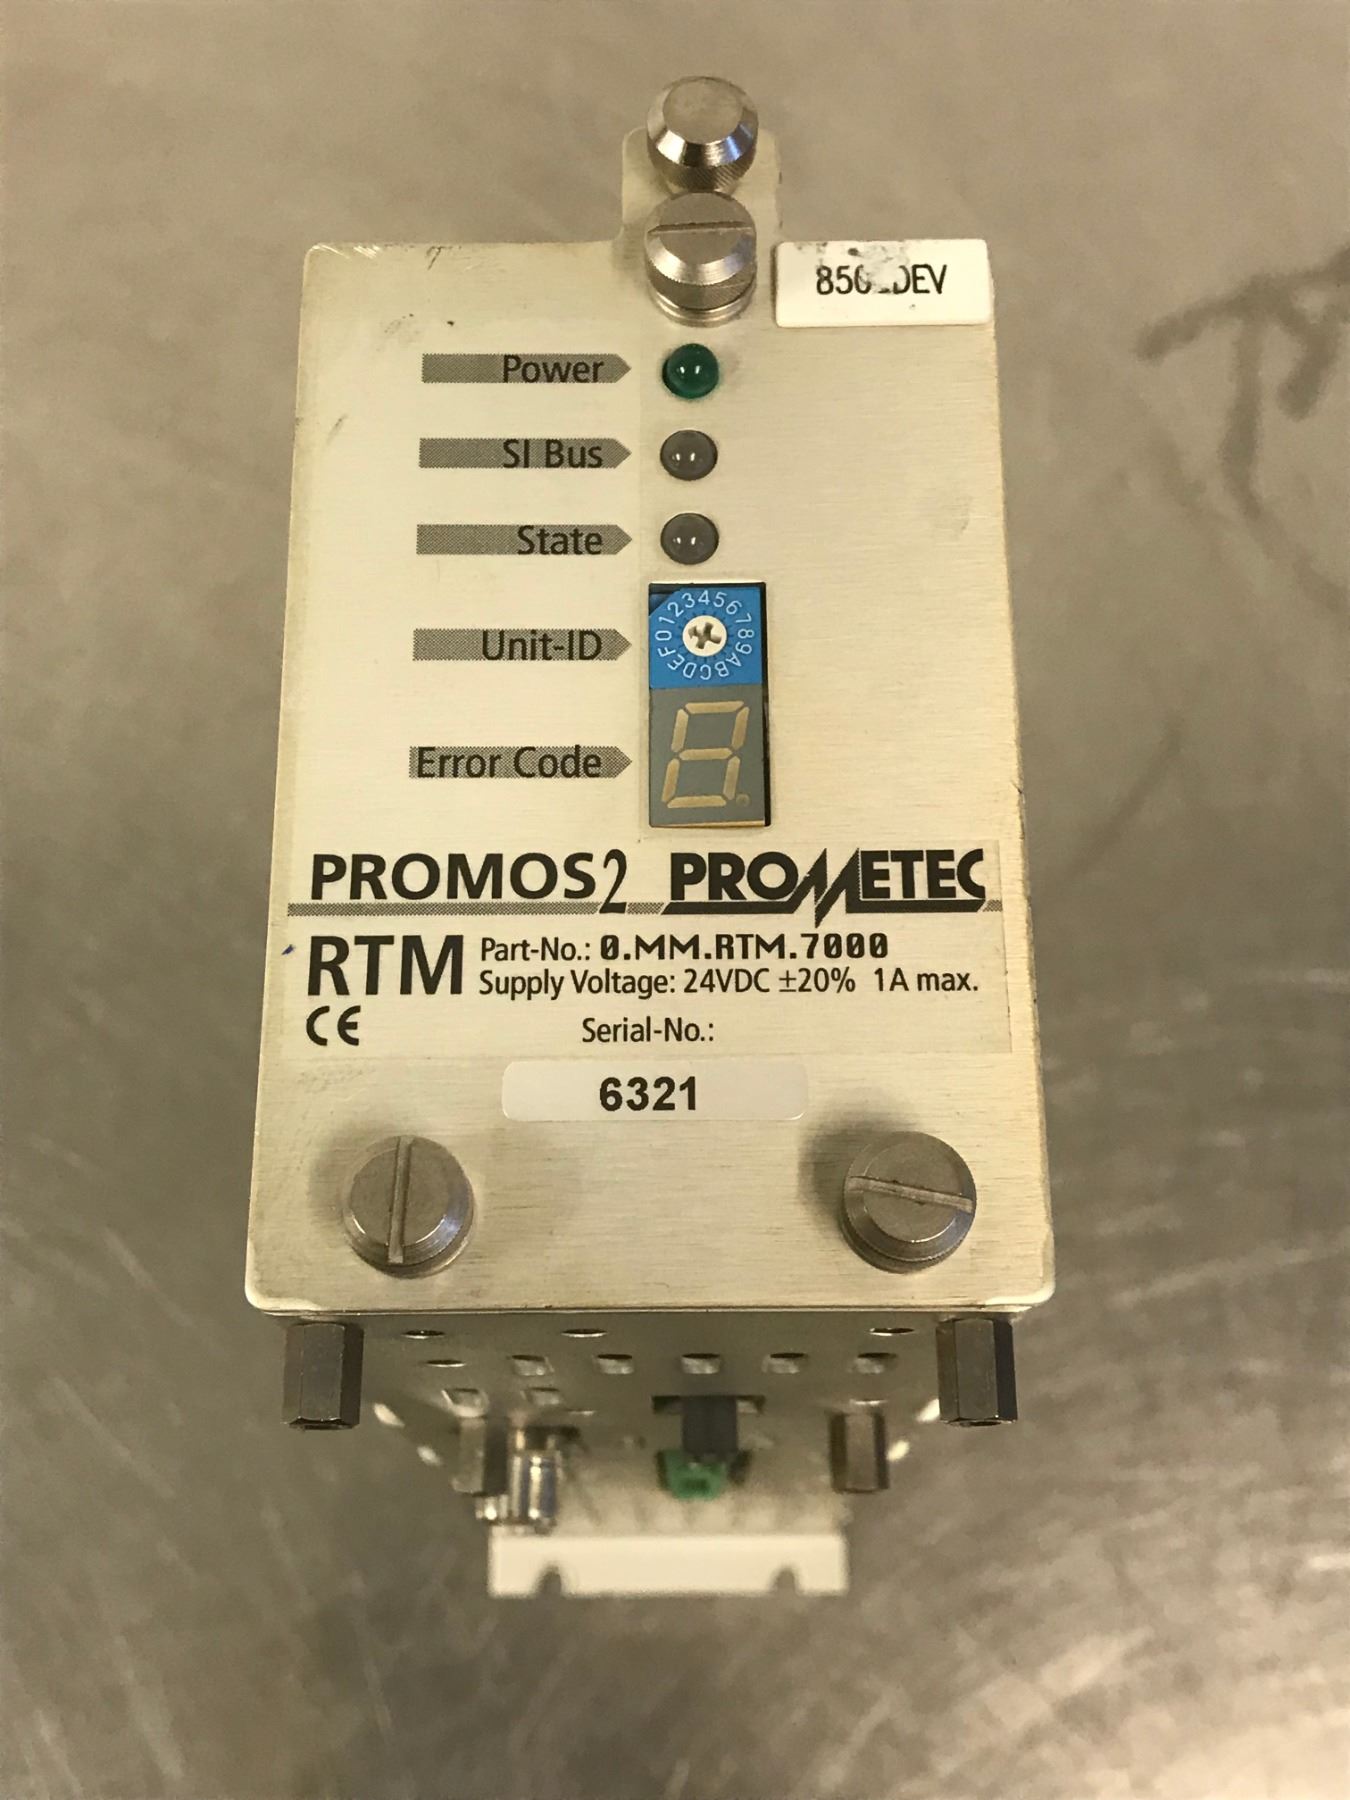 Power
SI Bus
State
Unit-ID
0123456789ABCDEF
Error Code
PROMOS2 PROMETEC
RTM Part-No.: 0.MM.RTM.7000
Supply Voltage: 24VDC ±20% 1A max.
CE
Serial-No.:
6321